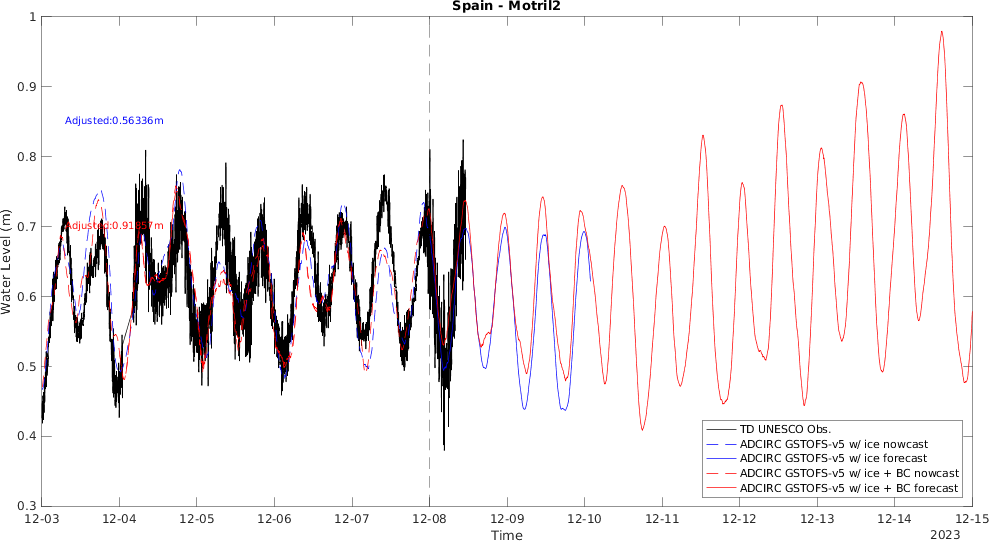 Spain - Motril2
1
0.9
0.8
0.7
0.6
0.5
0.4
0.3
Water Level (m)
Adjusted:0.56336m
TD UNESCO Obs.
ADCIRC GSTOFS-v5 w/ ice nowcast
ADCIRC GSTOFS-v5 w/ ice forecast
ADCIRC GSTOFS-v5 w/ ice + BC nowcast
ADCIRC GSTOFS-v5 w/ ice + BC forecast
12-03 12-04 12-05 12-06 12-07 12-08 12-09 12-10 12-11 12-12 12-13 12-14 12-15
Time
2023